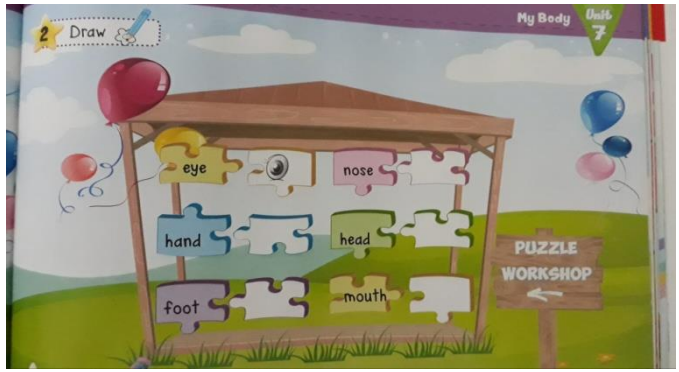 My Body Unit
7
2 Draw
eye nose
hand head
foot mouth
PUZZLE
WORKSHOP